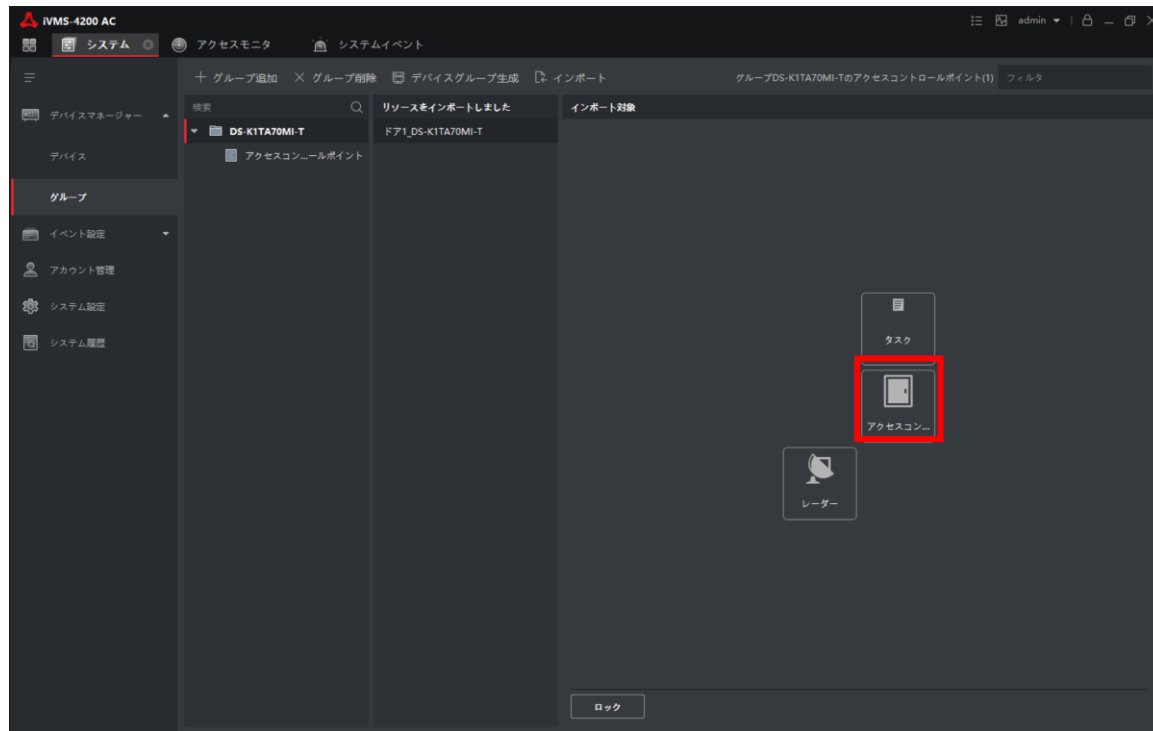 iVMS-4200 AC
admin
システム
アクセスモニタ
システムイベント
グループ追加
グループ削除
デバイスグループ生成
インポート
グループDS-K1TA70MI-Tのアクセスコントロールポイント(1)
フィルタ
デバイスマネージャー
デバイス
グループ
イベント設定
アカウント管理
システム設定
システム履歴
検索
DS-K1TA70MI-T
アクセスコン...ールポイント
リソースをインポートしました
ドア1_DS-K1TA70MI-T
インポート対象
タスク
アクセスコン...
レーダー
ロック